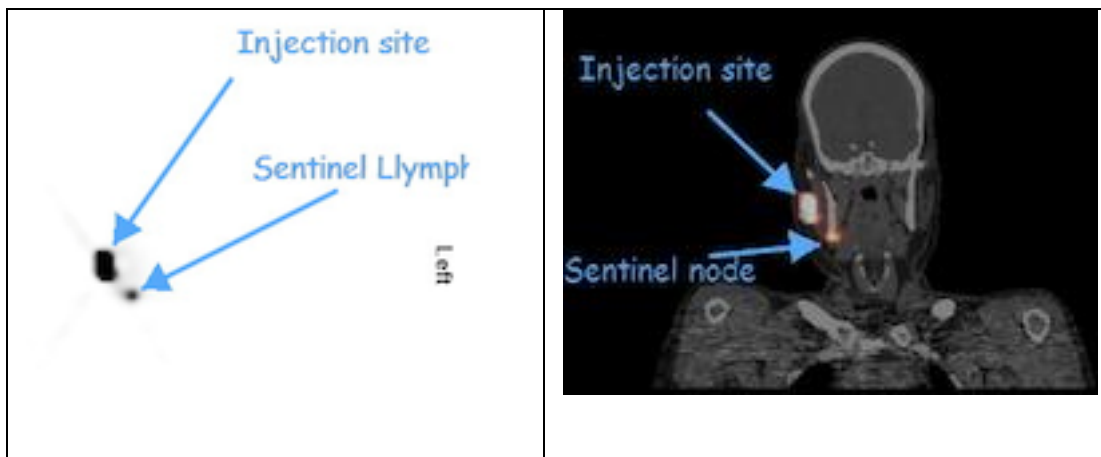 Injection site
Sentinel Llymph
Left
Injection site
Sentinel node